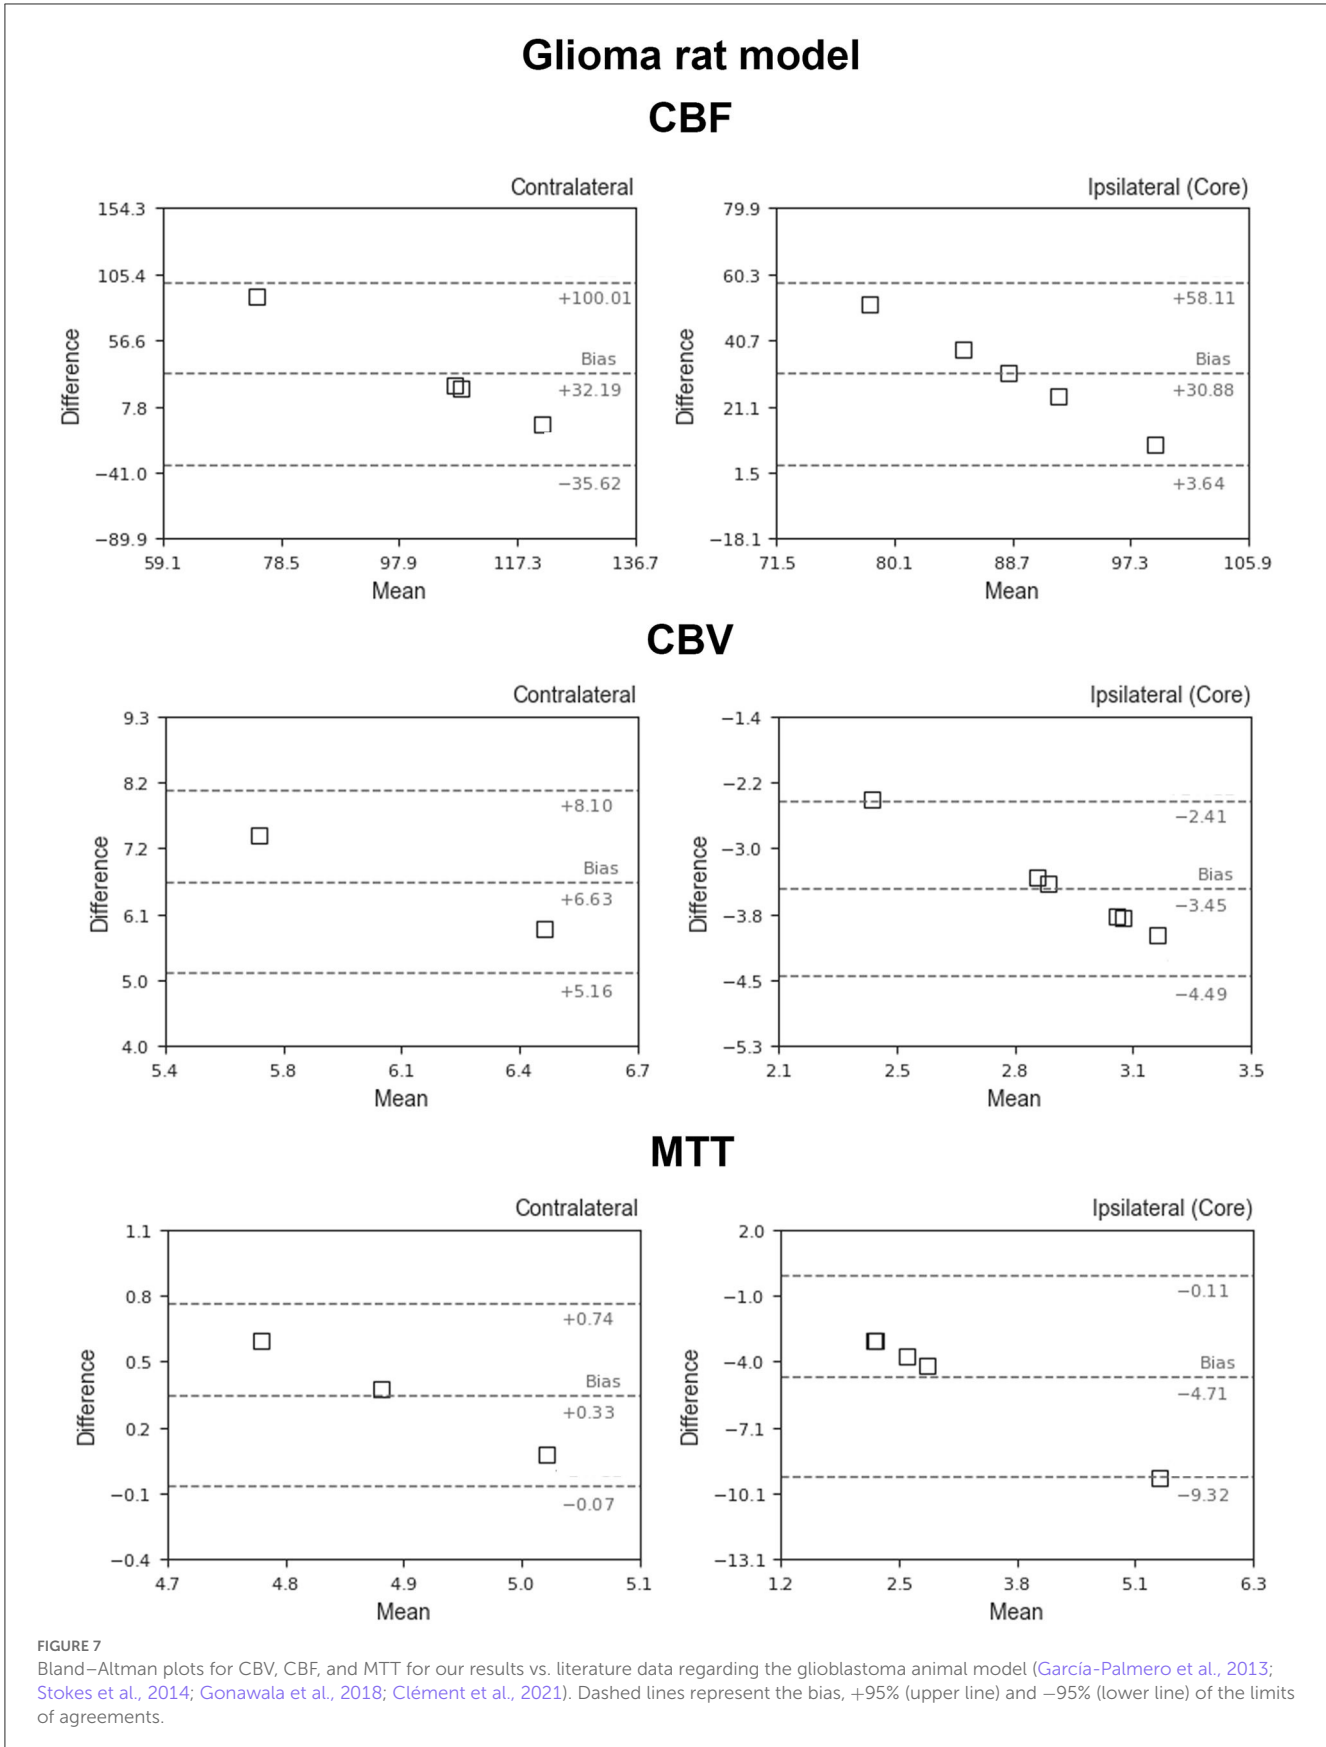 Glioma rat model
CBF
Contralateral
154.3
105.4
56.6
7.8
−41.0
−89.9
Difference
+100.01
Bias
+32.19
−35.62
59.1 78.5 97.9 117.3 136.7
Mean
Ipsilateral (Core)
79.9
60.3
40.7
21.1
1.5
−18.1
Difference
+58.11
Bias
+30.88
+3.64
71.5 80.1 88.7 97.3 105.9
Mean
CBV
Contralateral
9.3
8.2
7.2
6.1
5.0
4.0
Difference
+8.10
Bias
+6.63
+5.16
5.4 5.8 6.1 6.4 6.7
Mean
Ipsilateral (Core)
−1.4
−2.2
−3.0
−3.8
−4.5
−5.3
Difference
−2.41
Bias
−3.45
−4.49
2.1 2.5 2.8 3.1 3.5
Mean
MTT
Contralateral
1.1
0.8
0.5
0.2
−0.1
−0.4
Difference
+0.74
Bias
+0.33
−0.07
4.7 4.8 4.9 5.0 5.1
Mean
Ipsilateral (Core)
2.0
−1.0
−4.0
−7.1
−10.1
−13.1
Difference
−0.11
Bias
−4.71
−9.32
1.2 2.5 3.8 5.1 6.3
Mean
FIGURE 7
Bland–Altman plots for CBV, CBF, and MTT for our results vs. literature data regarding the glioblastoma animal model (García-Palmero et al., 2013;
Stokes et al., 2014; Gonawala et al., 2018; Clément et al., 2021). Dashed lines represent the bias, +95% (upper line) and −95% (lower line) of the limits
of agreements.